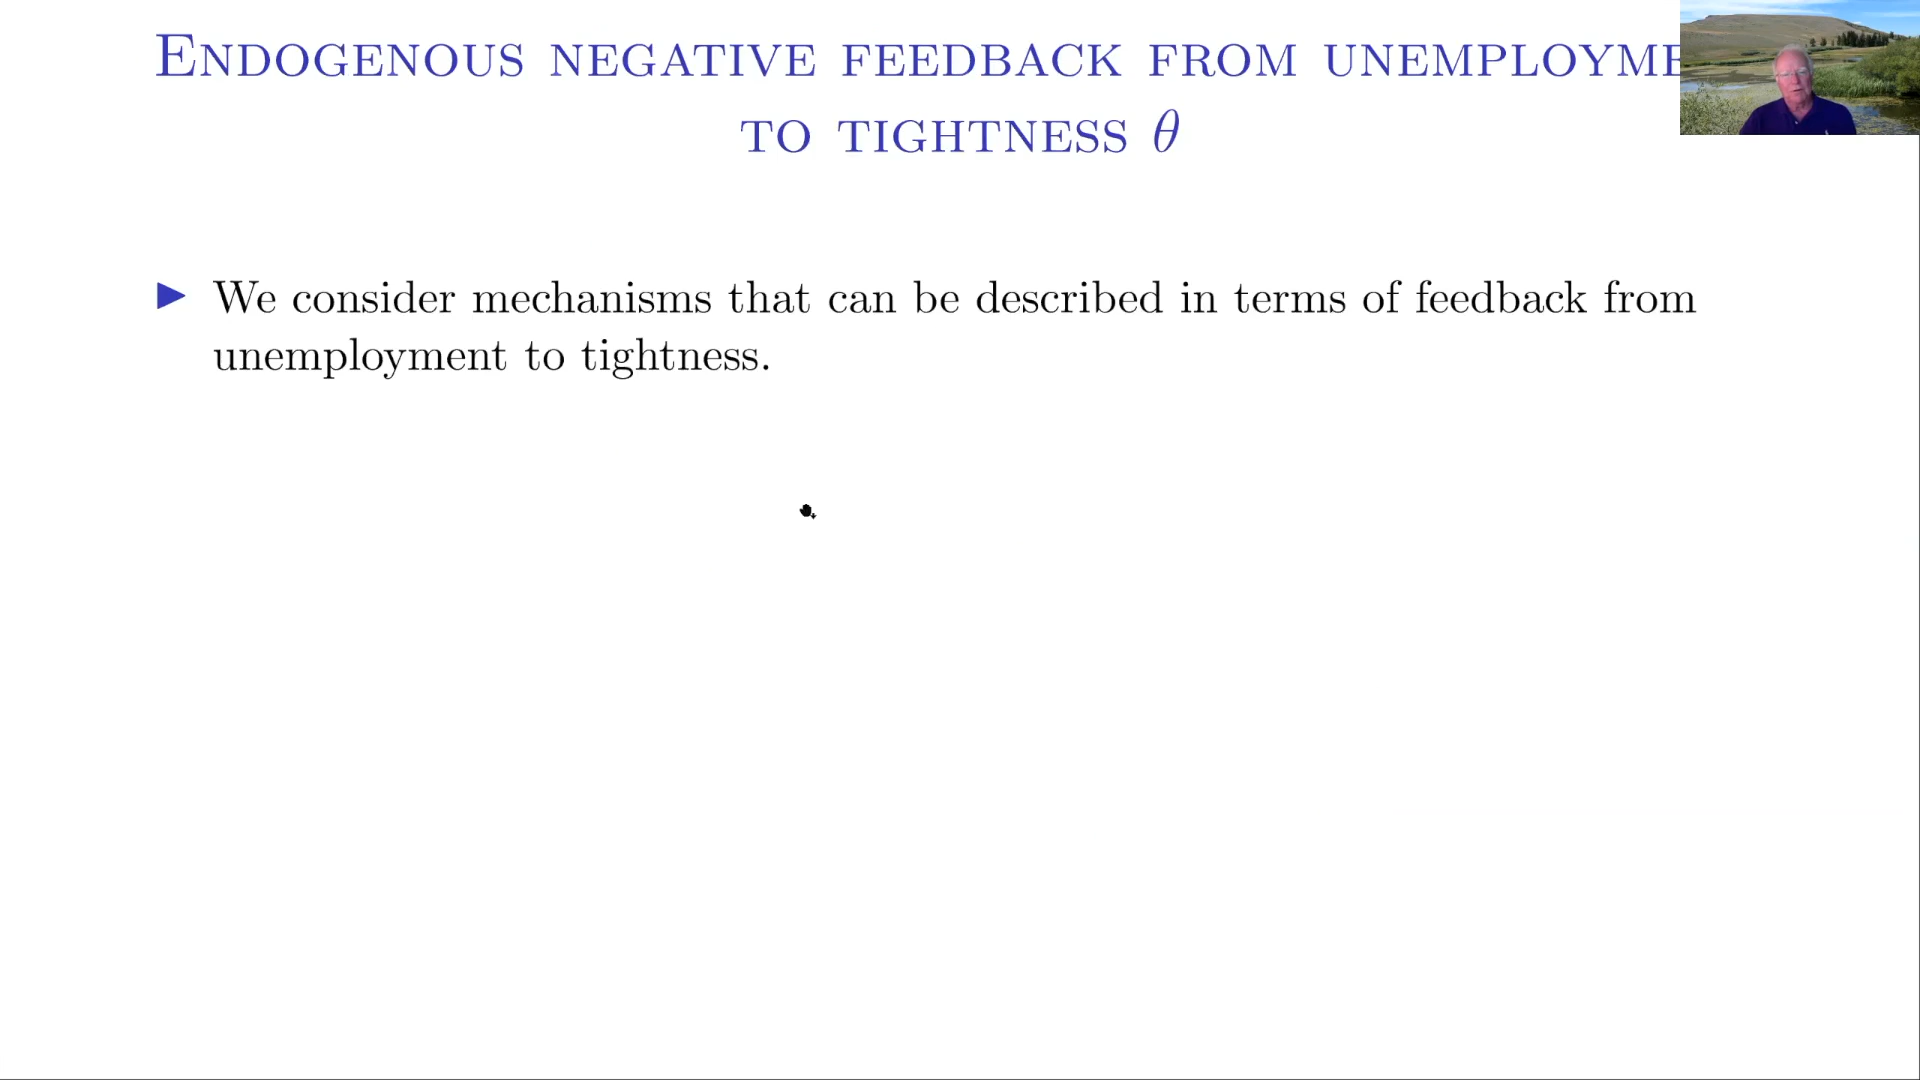 ENDOGENOUS NEGATIVE FEEDBACK FROM UNEMPLOYME
TO TIGHTNESS θ
We consider mechanisms that can be described in terms of feedback from
unemployment to tightness.